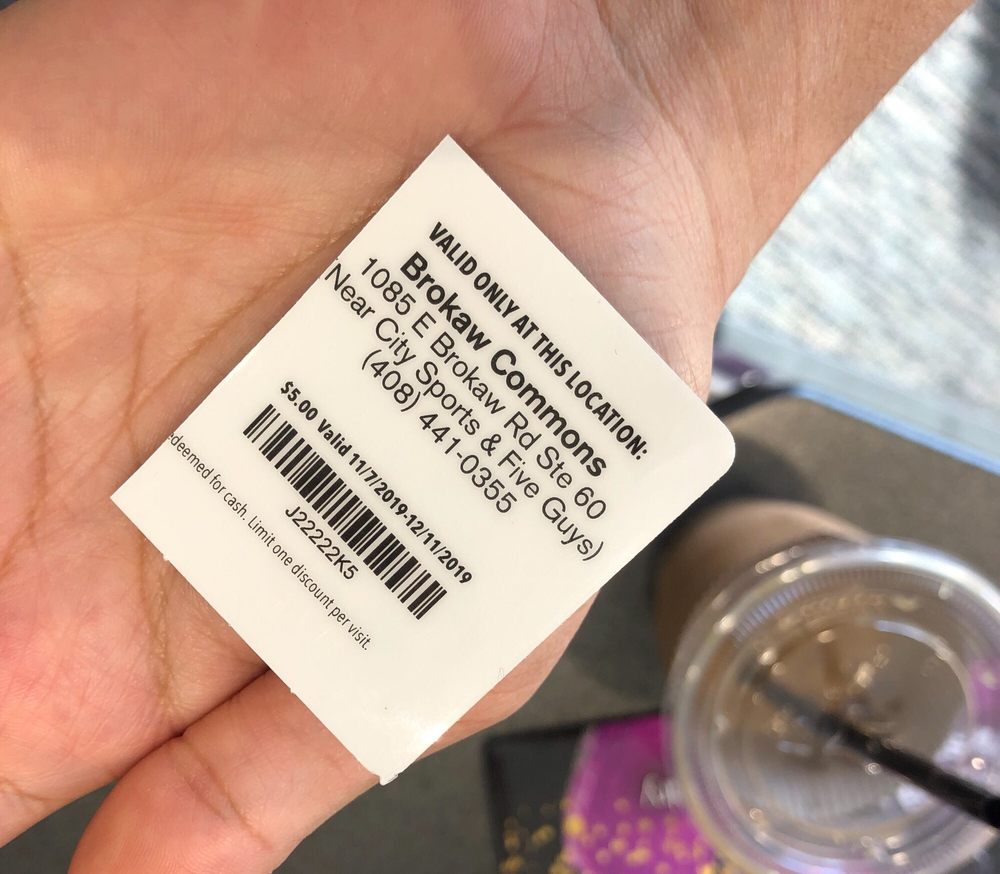 VALID ONLY AT THIS LOCATION:
Brokaw Commons
1085 E Brokaw Rd Ste 60
(Near City Sports & Five Guys)
(408) 441-0355
$5.00 Valid 11/7/2019-12/11/2019
J22222K5
edeemed for cash. Limit one discount per visit.